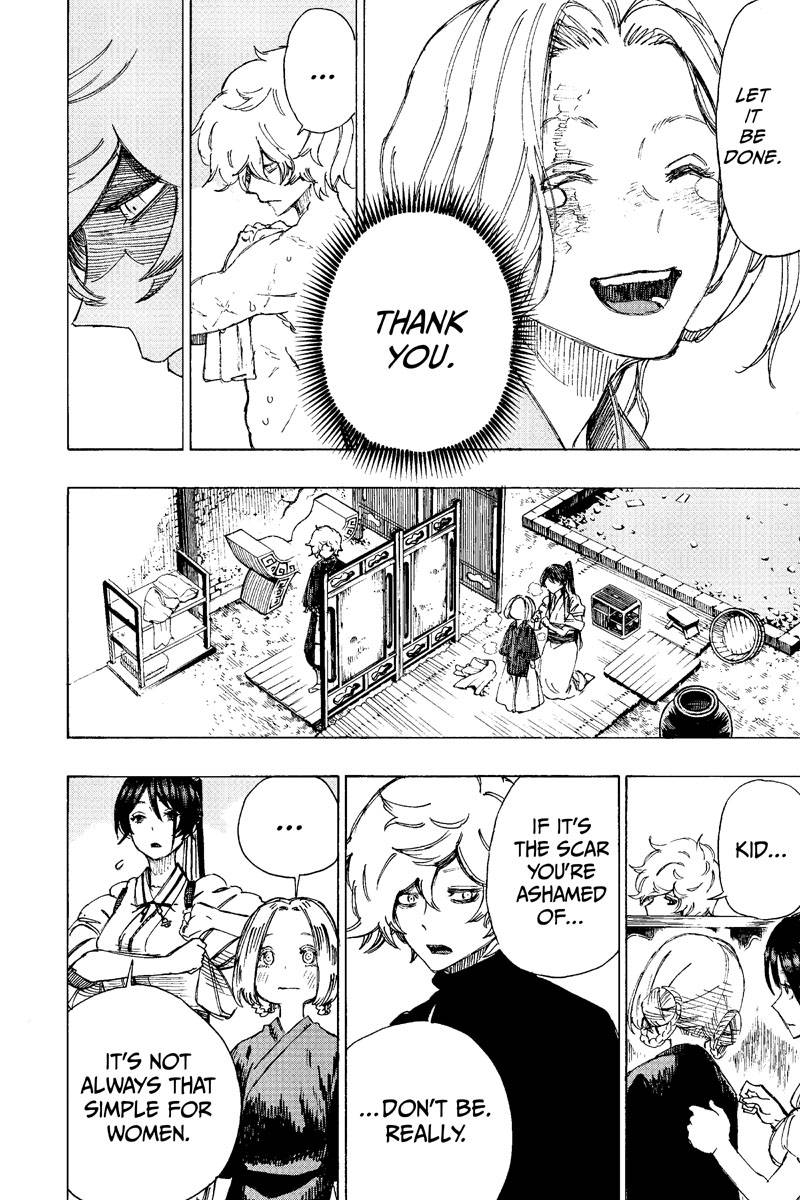 LET
IT
BE
DONE.
THANK
YOU.
...
KID...
IF IT'S
THE SCAR
YOU'RE
ASHAMED
OF...
...DON'T BE.
REALLY.
...
IT'S NOT
ALWAYS THAT
SIMPLE FOR
WOMEN.